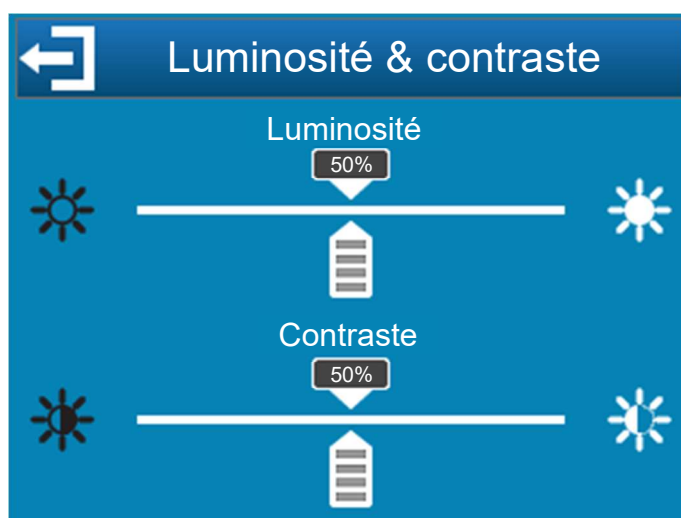 Luminosité & contraste
Luminosité
50%
Contraste
50%